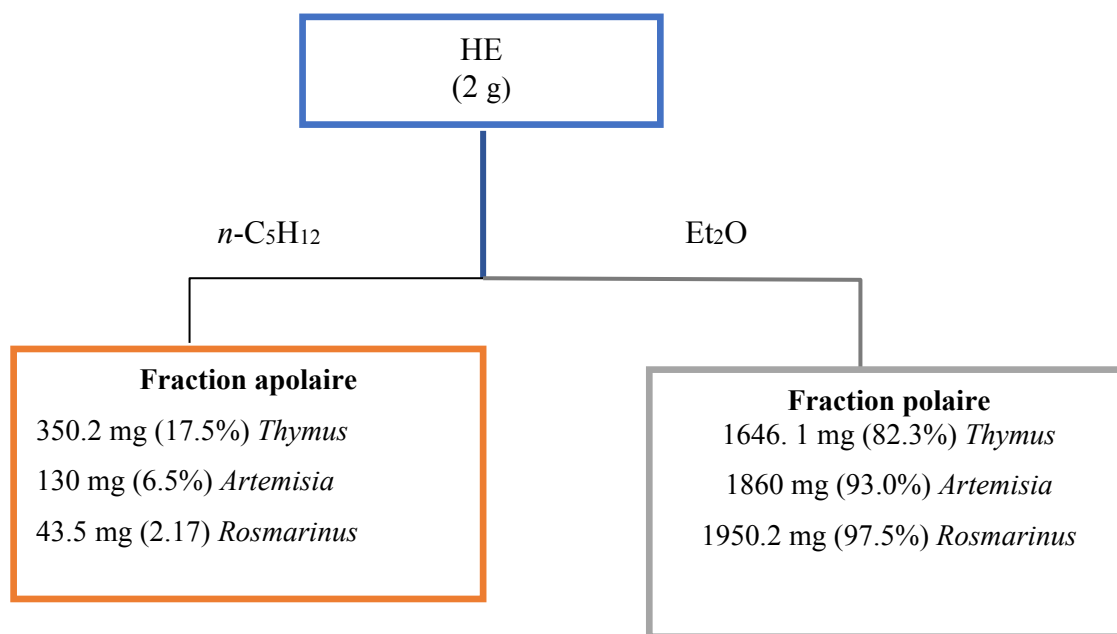 HE
(2 g)
n-C₅H₁₂
Et₂O
Fraction apolaire
350.2 mg (17.5%) Thymus
130 mg (6.5%) Artemisia
43.5 mg (2.17) Rosmarinus
Fraction polaire
1646. 1 mg (82.3%) Thymus
1860 mg (93.0%) Artemisia
1950.2 mg (97.5%) Rosmarinus